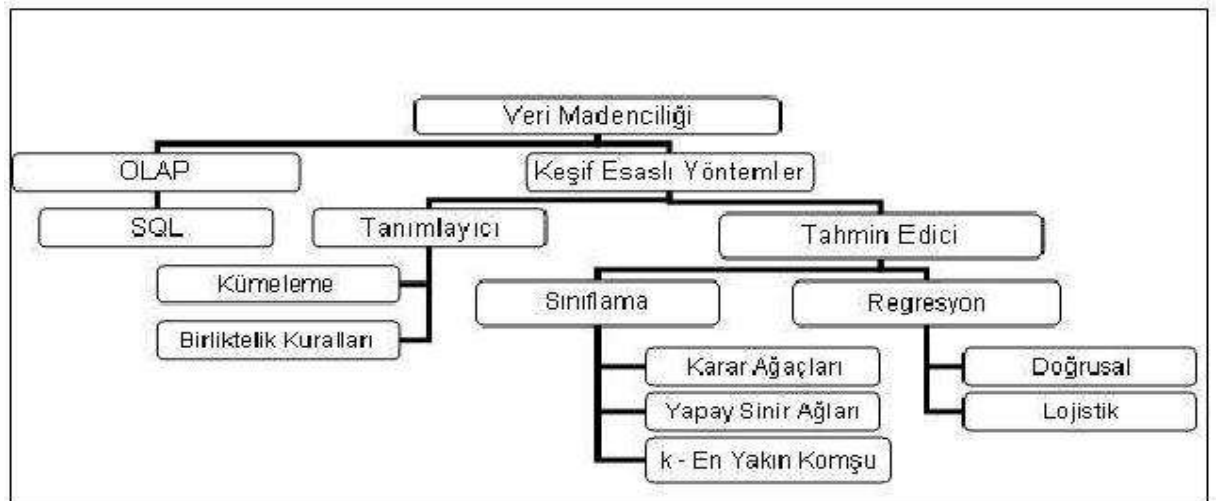 Veri Madenciliği
OLAP
Keşif Esaslı Yöntemler
SQL
Tanımlayıcı
Tahmin Edici
Kümeleme
Sınıflama
Regresyon
Birliktelik Kuralları
Karar Ağaçları
Doğrusal
Yapay Sinir Ağları
Lojistik
k - En Yakın Komşu